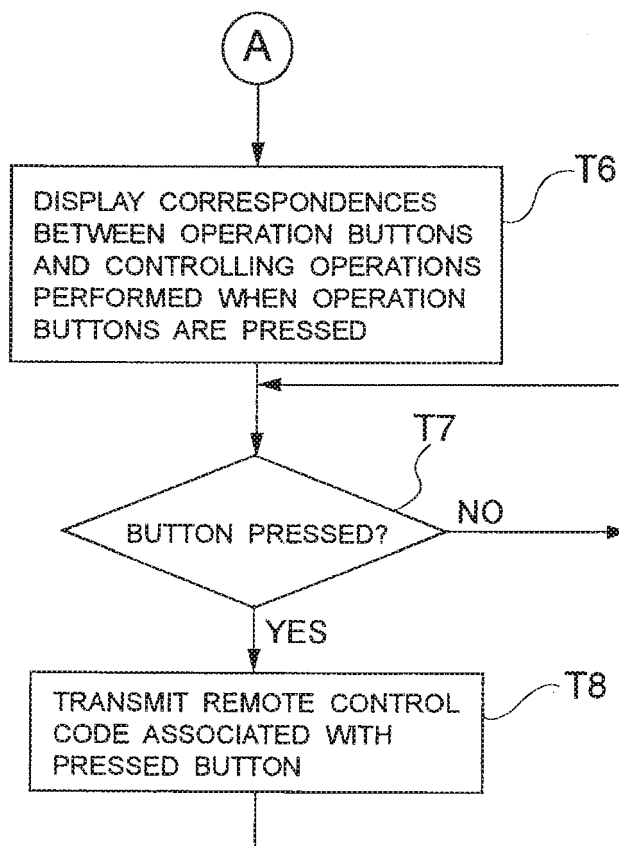 A
T6
DISPLAY CORRESPONDENCES
BETWEEN OPERATION BUTTONS
AND CONTROLLING OPERATIONS
PERFORMED WHEN OPERATION
BUTTONS ARE PRESSED
T7
BUTTON PRESSED?
NO
YES
T8
TRANSMIT REMOTE CONTROL
CODE ASSOCIATED WITH
PRESSED BUTTON